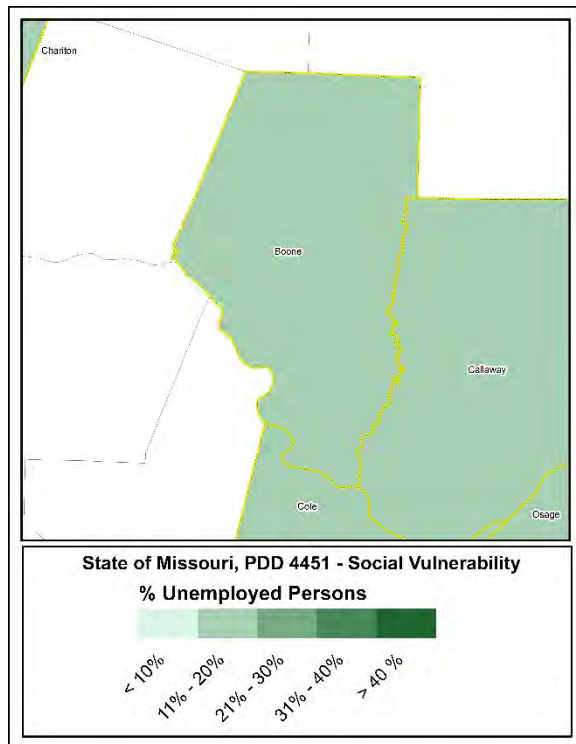 Chariton
Boone
Callaway
Cole
Osage
State of Missouri, PDD 4451 - Social Vulnerability
% Unemployed Persons
< 10%
11% - 20%
21% - 30%
31% - 40%
> 40 %